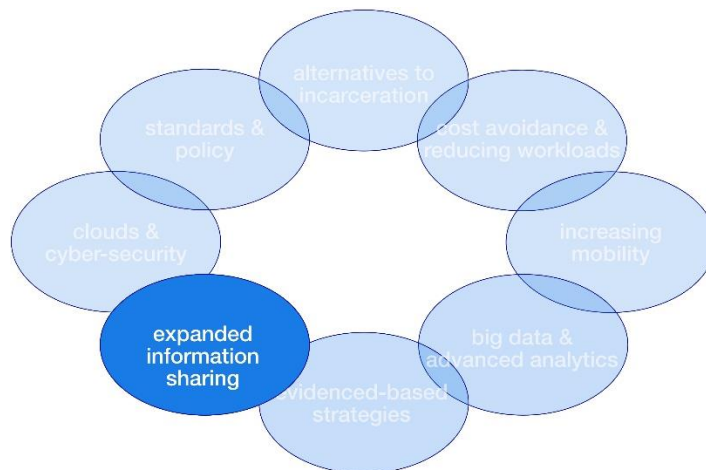 alternatives to
incarceration
standards &
policy
cost avoidance &
reducing workloads
clouds &
cyber-security
increasing
mobility
expanded
information
sharing
big data &
advanced analytics
evidenced-based
strategies